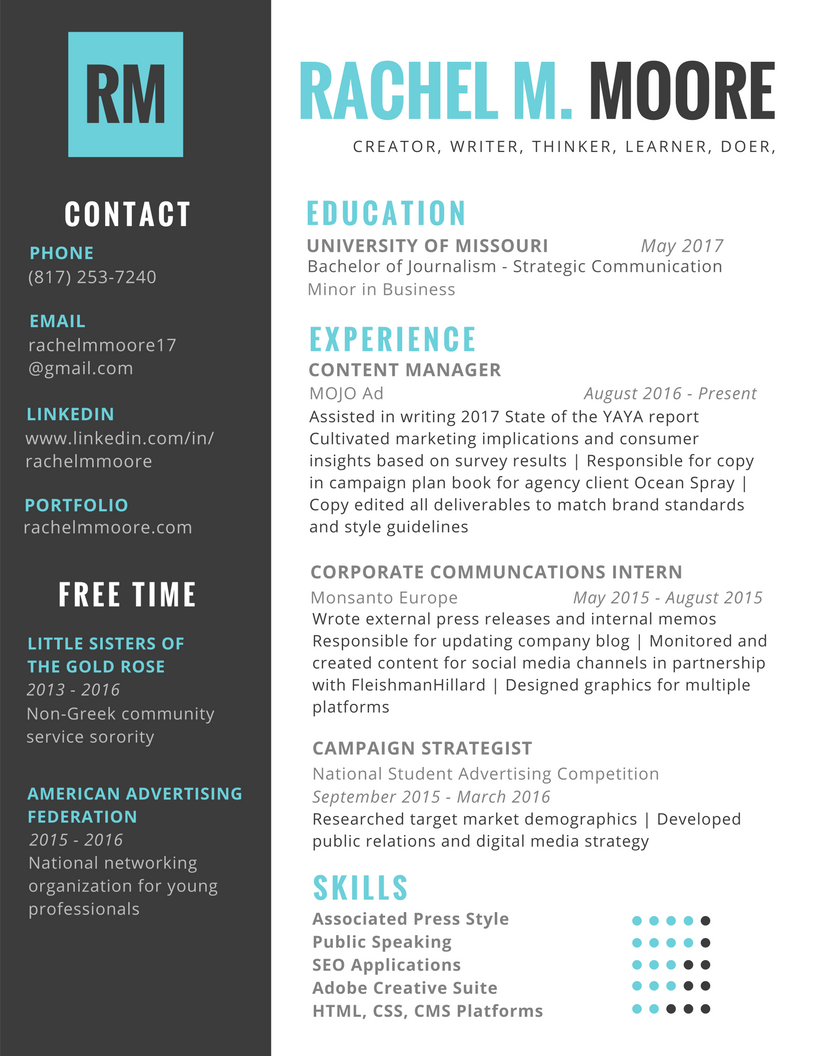 RM
CONTACT
PHONE
(817) 253-7240
EMAIL
rachelmmoore17
@gmail.com
LINKEDIN
www.linkedin.com/in/
rachelmmoore
PORTFOLIO
rachelmmoore.com
FREE TIME
LITTLE SISTERS OF
THE GOLD ROSE
2013 - 2016
Non-Greek community
service sorority
AMERICAN ADVERTISING
FEDERATION
2015 - 2016
National networking
organization for young
professionals
RACHEL M. MOORE
CREATOR, WRITER, THINKER, LEARNER, DOER,
EDUCATION
UNIVERSITY OF MISSOURI May 2017
Bachelor of Journalism - Strategic Communication
Minor in Business
EXPERIENCE
CONTENT MANAGER
MOJO Ad August 2016 - Present
Assisted in writing 2017 State of the YAYA report
Cultivated marketing implications and consumer
insights based on survey results | Responsible for copy
in campaign plan book for agency client Ocean Spray |
Copy edited all deliverables to match brand standards
and style guidelines
CORPORATE COMMUNCATIONS INTERN
Monsanto Europe May 2015 - August 2015
Wrote external press releases and internal memos
Responsible for updating company blog | Monitored and
created content for social media channels in partnership
with FleishmanHillard | Designed graphics for multiple
platforms
CAMPAIGN STRATEGIST
National Student Advertising Competition
September 2015 - March 2016
Researched target market demographics | Developed
public relations and digital media strategy
SKILLS
Associated Press Style
Public Speaking
SEO Applications
Adobe Creative Suite
HTML, CSS, CMS Platforms